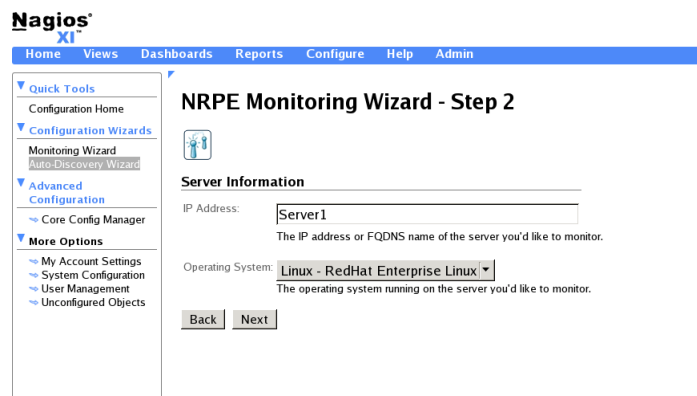 Nagios®
XI™
Home Views Dashboards Reports Configure Help Admin
Quick Tools
Configuration Home
Configuration Wizards
Monitoring Wizard
Auto-Discovery Wizard
Advanced
Configuration
Core Config Manager
More Options
My Account Settings
System Configuration
User Management
Unconfigured Objects
NRPE Monitoring Wizard - Step 2
Server Information
IP Address:
Server1
The IP address or FQDNS name of the server you'd like to monitor.
Operating System:
Linux - RedHat Enterprise Linux
The operating system running on the server you'd like to monitor.
Back Next